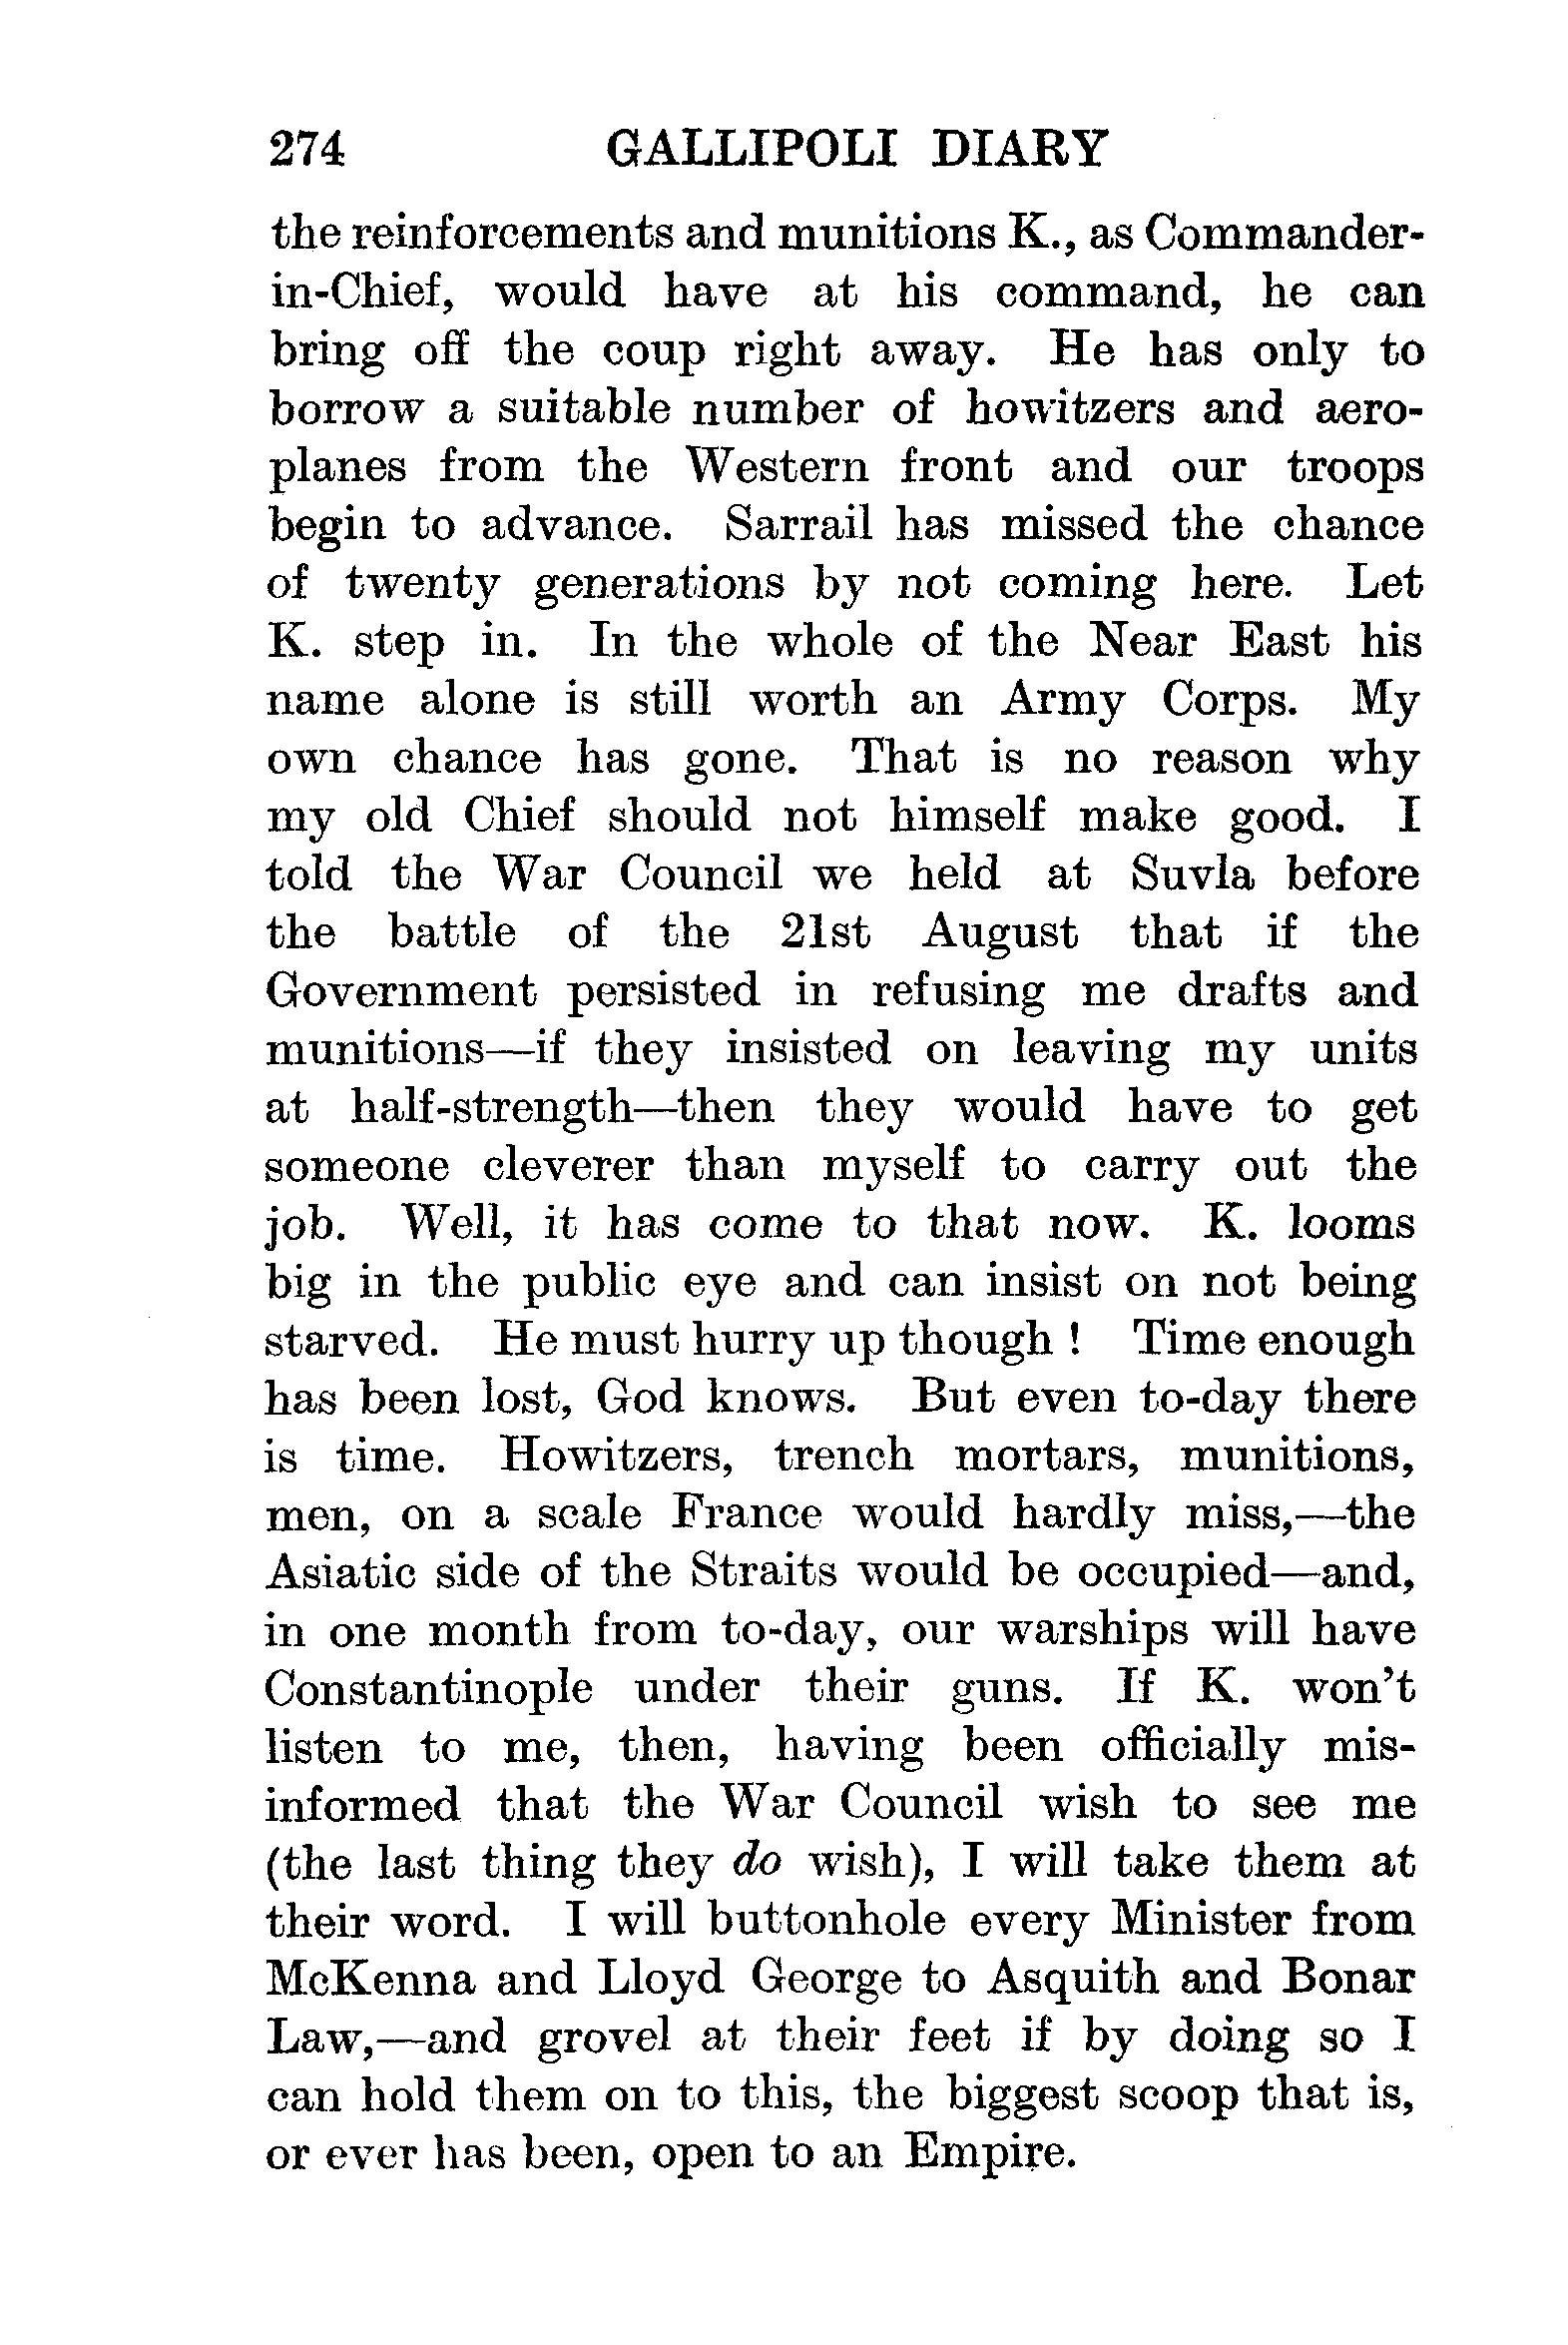 274 GALLIPOLI DIARY
the reinforcements and munitions K., as Commander-
in-Chief, would have at his command, he can
bring off the coup right away. He has only to
borrow a suitable number of howitzers and aero-
planes from the Western front and our troops
begin to advance. Sarrail has missed the chance
of twenty generations by not coming here. Let
K. step in. In the whole of the Near East his
name alone is still worth an Army Corps. My
own chance has gone. That is no reason why
my old Chief should not himself make good. I
told the War Council we held at Suvla before
the battle of the 21st August that if the
Government persisted in refusing me drafts and
munitions—if they insisted on leaving my units
at half-strength—then they would have to get
someone cleverer than myself to carry out the
job. Well, it has come to that now. K. looms
big in the public eye and can insist on not being
starved. He must hurry up though ! Time enough
has been lost, God knows. But even to-day there
is time. Howitzers, trench mortars, munitions,
men, on a scale France would hardly miss,—the
Asiatic side of the Straits would be occupied—and,
in one month from to-day, our warships will have
Constantinople under their guns. If K. won't
listen to me, then, having been officially mis-
informed that the War Council wish to see me
(the last thing they do wish), I will take them at
their word. I will buttonhole every Minister from
McKenna and Lloyd George to Asquith and Bonar
Law,—and grovel at their feet if by doing so I
can hold them on to this, the biggest scoop that is,
or ever has been, open to an Empire.